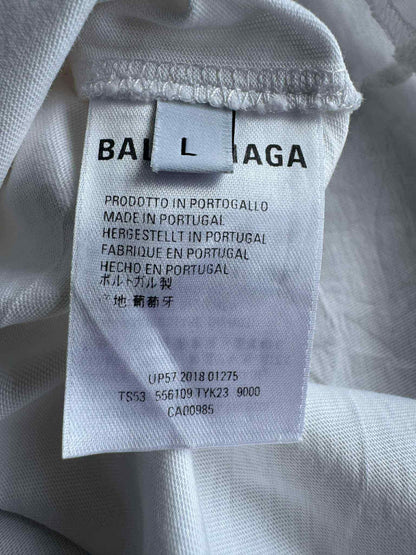 L
BAL    IAGA
PRODOTTO IN PORTOGALLO
MADE IN PORTUGAL
HERGESTELLT IN PORTUGAL
FABRIQUE EN PORTUGAL
HECHO EN PORTUGAL
ポルトガル製
地 葡萄牙
UP57 2018 01275
TS53 556109 TYK23 9000
CA00985